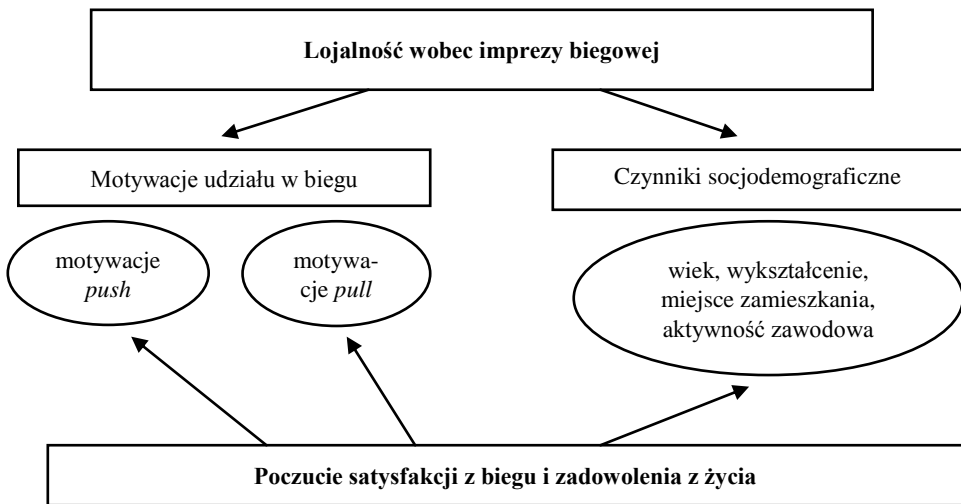 Lojalność wobec imprezy biegowej
Motywacje udziału w biegu
Czynniki socjodemograficzne
motywacje
push
motywa-
cje pull
wiek, wykształcenie,
miejsce zamieszkania,
aktywność zawodowa
Poczucie satysfakcji z biegu i zadowolenia z życia